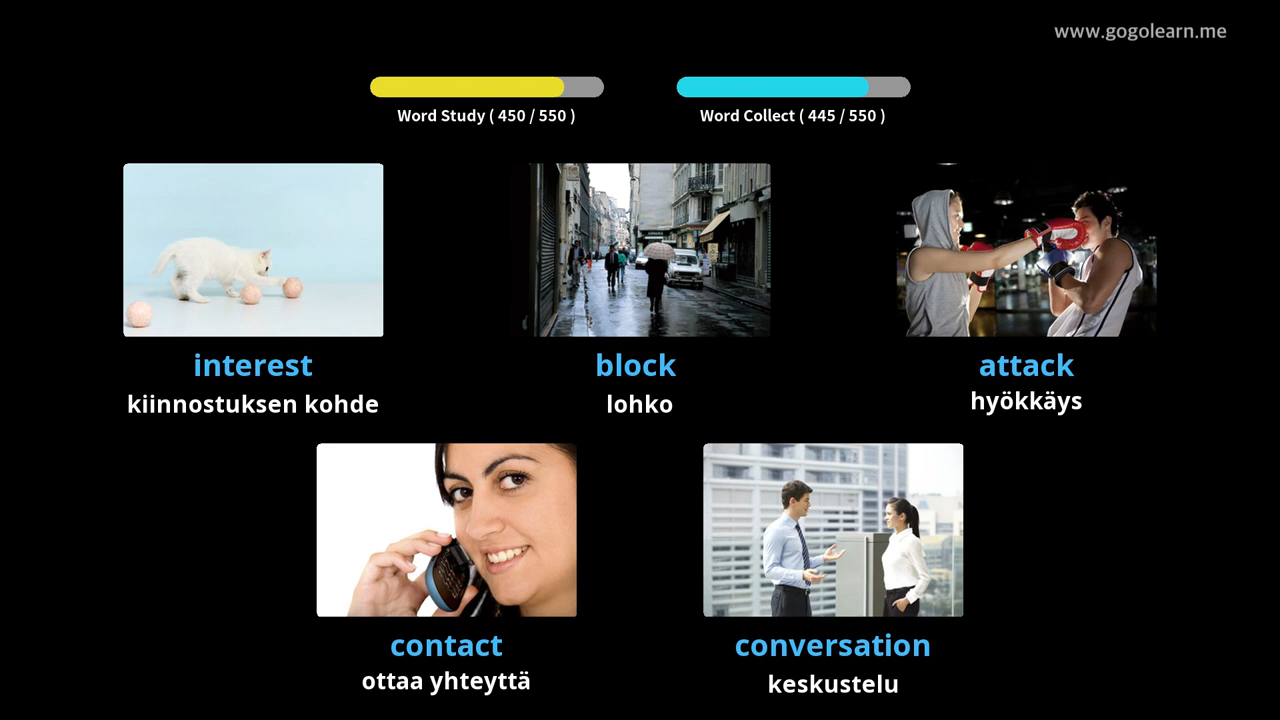 www.gogolearn.me
Word Study ( 450 / 550 )
Word Collect ( 445 / 550 )
interest
kiinnostuksen kohde
block
lohko
attack
hyökkäys
contact
ottaa yhteyttä
conversation
keskustelu